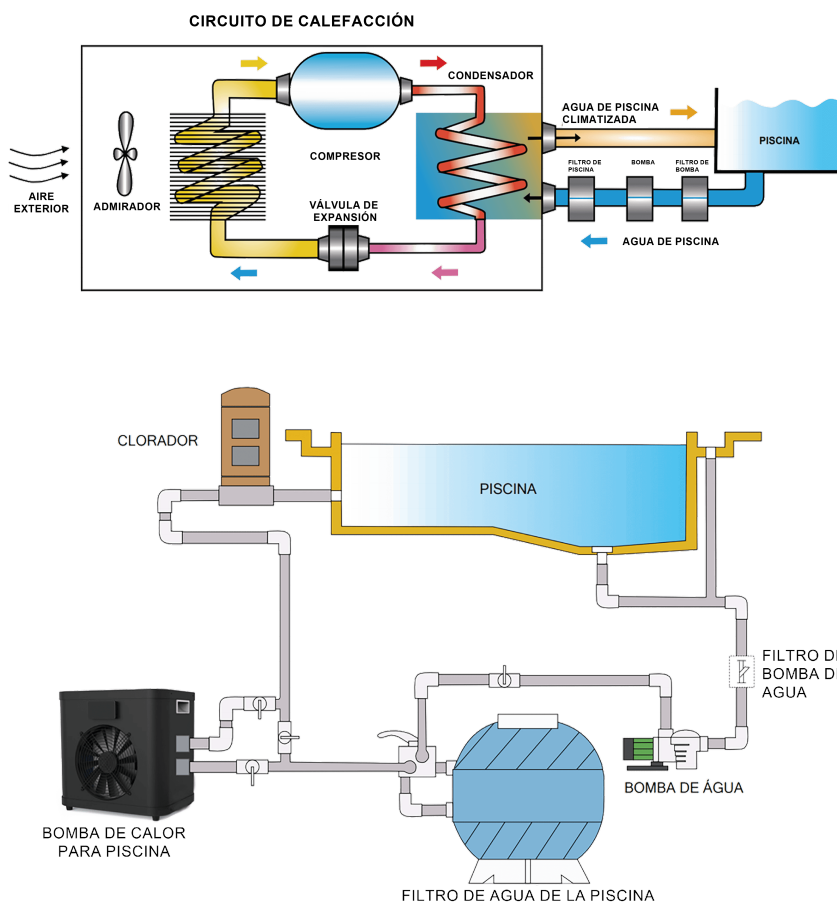 CIRCUITO DE CALEFACCIÓN
CONDENSADOR
AGUA DE PISCINA
CLIMATIZADA
PISCINA
COMPRESOR
FILTRO DE
PISCINA
BOMBA
FILTRO DE
BOMBA
AIRE
EXTERIOR
ADMIRADOR
VÁLVULA DE
EXPANSIÓN
AGUA DE PISCINA
CLORADOR
PISCINA
FILTRO DE
BOMBA DE
AGUA
BOMBA DE ÁGUA
BOMBA DE CALOR
PARA PISCINA
FILTRO DE AGUA DE LA PISCINA